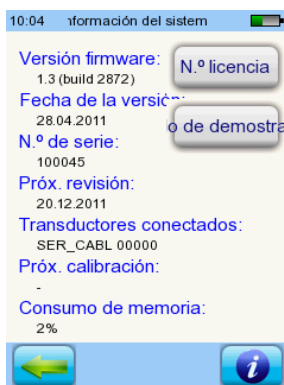 10:04 nformación del sistem
Versión firmware:
1.3 (build 2872)
N.º licencia
Fecha de la versión:
28.04.2011
o de demostra
N.º de serie:
100045
Próx. revisión:
20.12.2011
Transductores conectados:
SER_CABL 00000
Próx. calibración:
-
Consumo de memoria:
2%
i